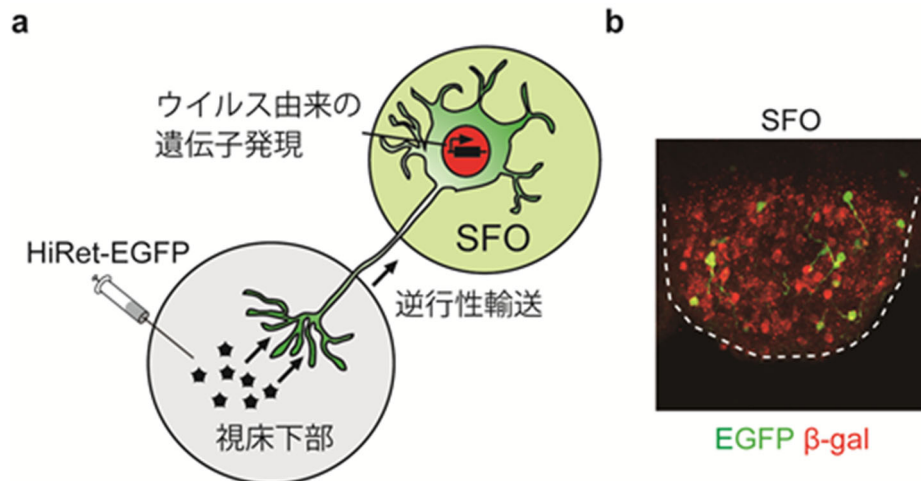 a
ウイルス由来の
遺伝子発現
SFO
HiRet-EGFP
逆行性輸送
視床下部
b
SFO
EGFP β-gal